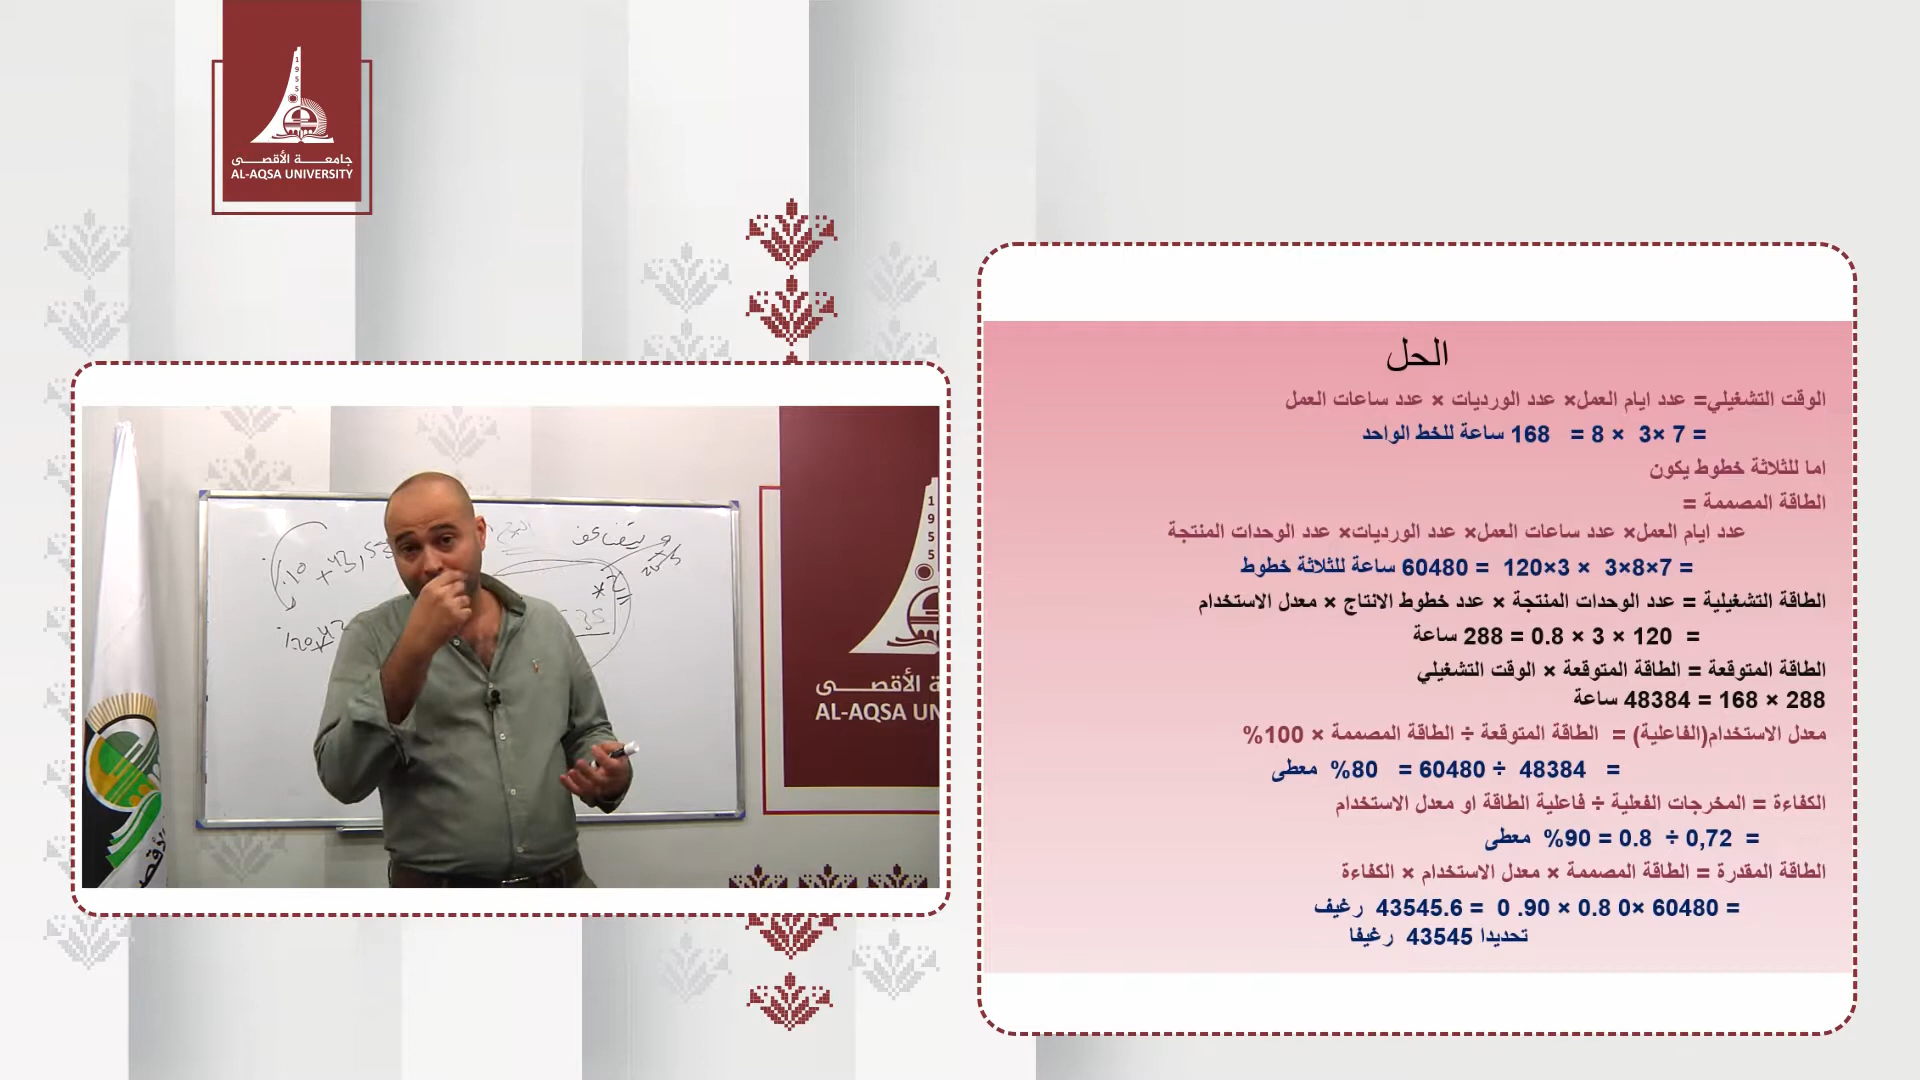 1955
جامعة الأقصى
AL-AQSA UNIVERSITY
الحل
الوقت التشغيلي= عدد ايام العمل× عدد الورديات × عدد ساعات العمل
= 7 ×3 × 8 = 168 ساعة للخط الواحد
اما للثلاثة خطوط يكون
الطاقة المصممة =
عدد ايام العمل× عدد ساعات العمل× عدد الورديات× عدد الوحدات المنتجة
= 7×8×3 × 3×120 = 60480 ساعة للثلاثة خطوط
الطاقة التشغيلية = عدد الوحدات المنتجة × عدد خطوط الانتاج × معدل الاستخدام
= 120 × 3 × 0.8 = 288 ساعة
الطاقة المتوقعة = الطاقة المتوقعة × الوقت التشغيلي
288 × 168 = 48384 ساعة
معدل الاستخدام(الفاعلية) = الطاقة المتوقعة ÷ الطاقة المصممة × 100%
= 48384 ÷ 60480 = 80% معطى
الكفاءة = المخرجات الفعلية ÷ فاعلية الطاقة او معدل الاستخدام
= 0,72 ÷ 0.8 = 90% معطى
الطاقة المقدرة = الطاقة المصممة × معدل الاستخدام × الكفاءة
= 60480 ×0 0.8 × 90. 0 = 43545.6 رغيف
تحديدا 43545 رغيفا
1955
ة الأقصى
AL-AQSA UN